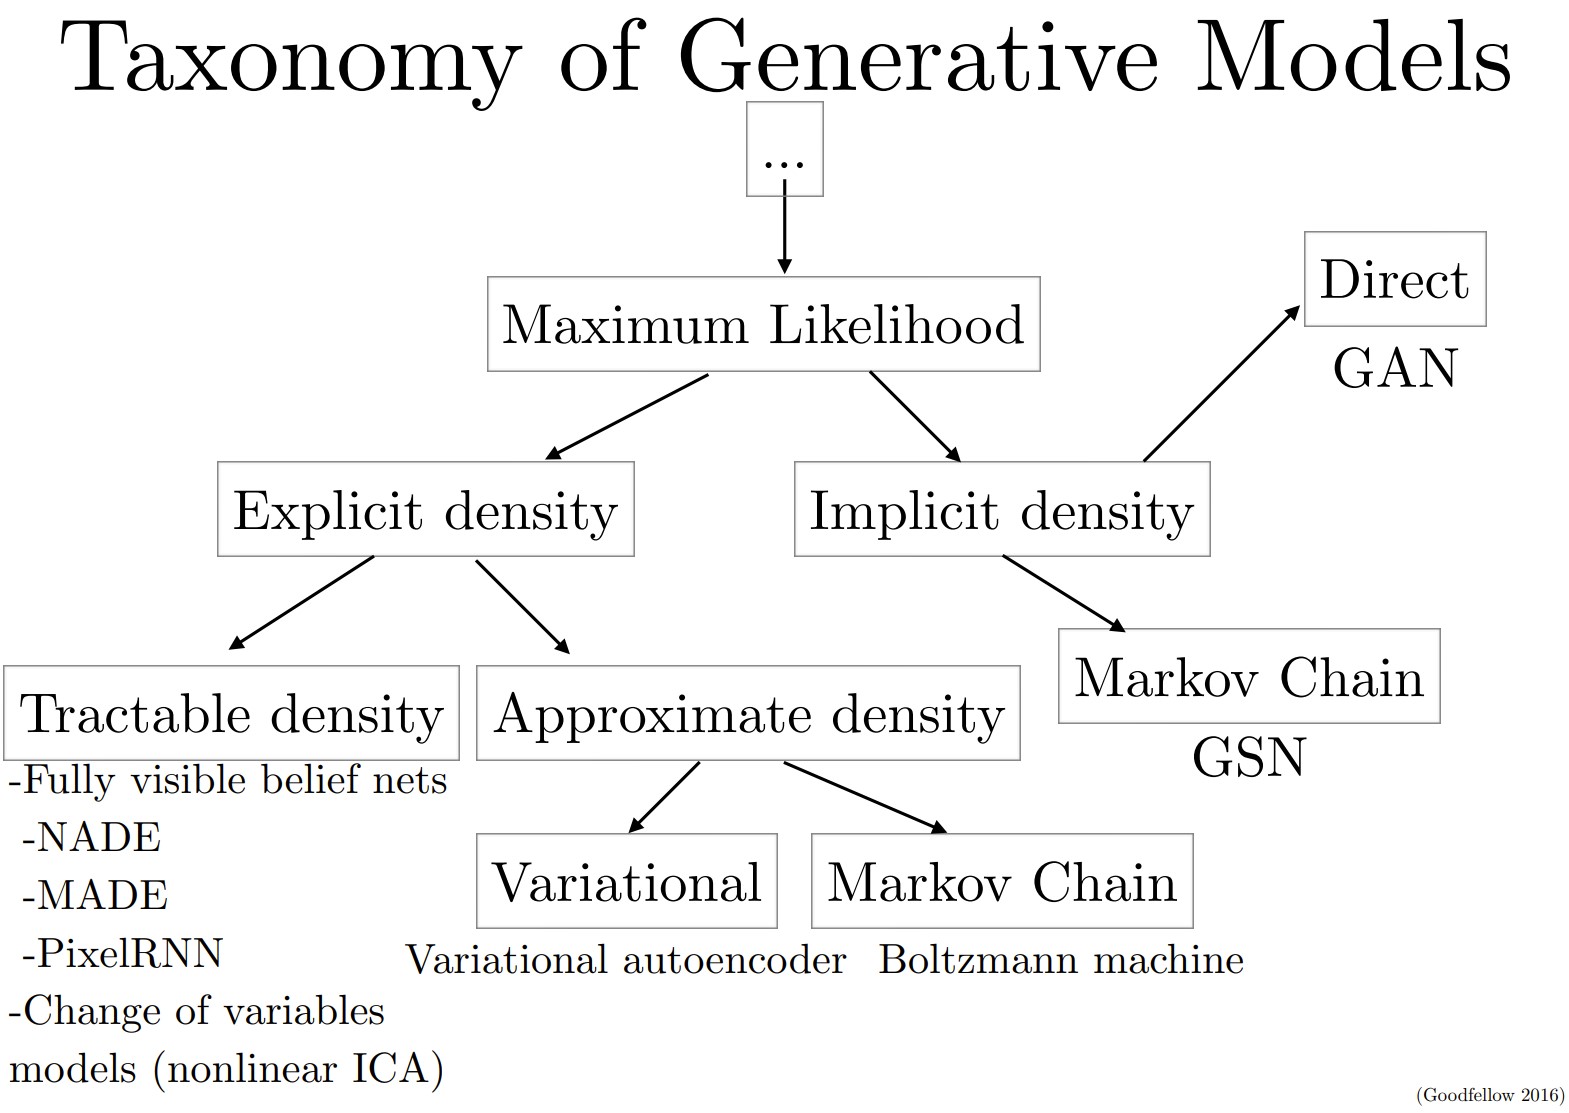 Taxonomy of Generative Models
...
Maximum Likelihood
Direct
GAN
Explicit density
Implicit density
Tractable density
-Fully visible belief nets
-NADE
-MADE
-PixelRNN
-Change of variables
models (nonlinear ICA)
Approximate density
Variational
Variational autoencoder
Markov Chain
Boltzmann machine
Markov Chain
GSN
(Goodfellow 2016)